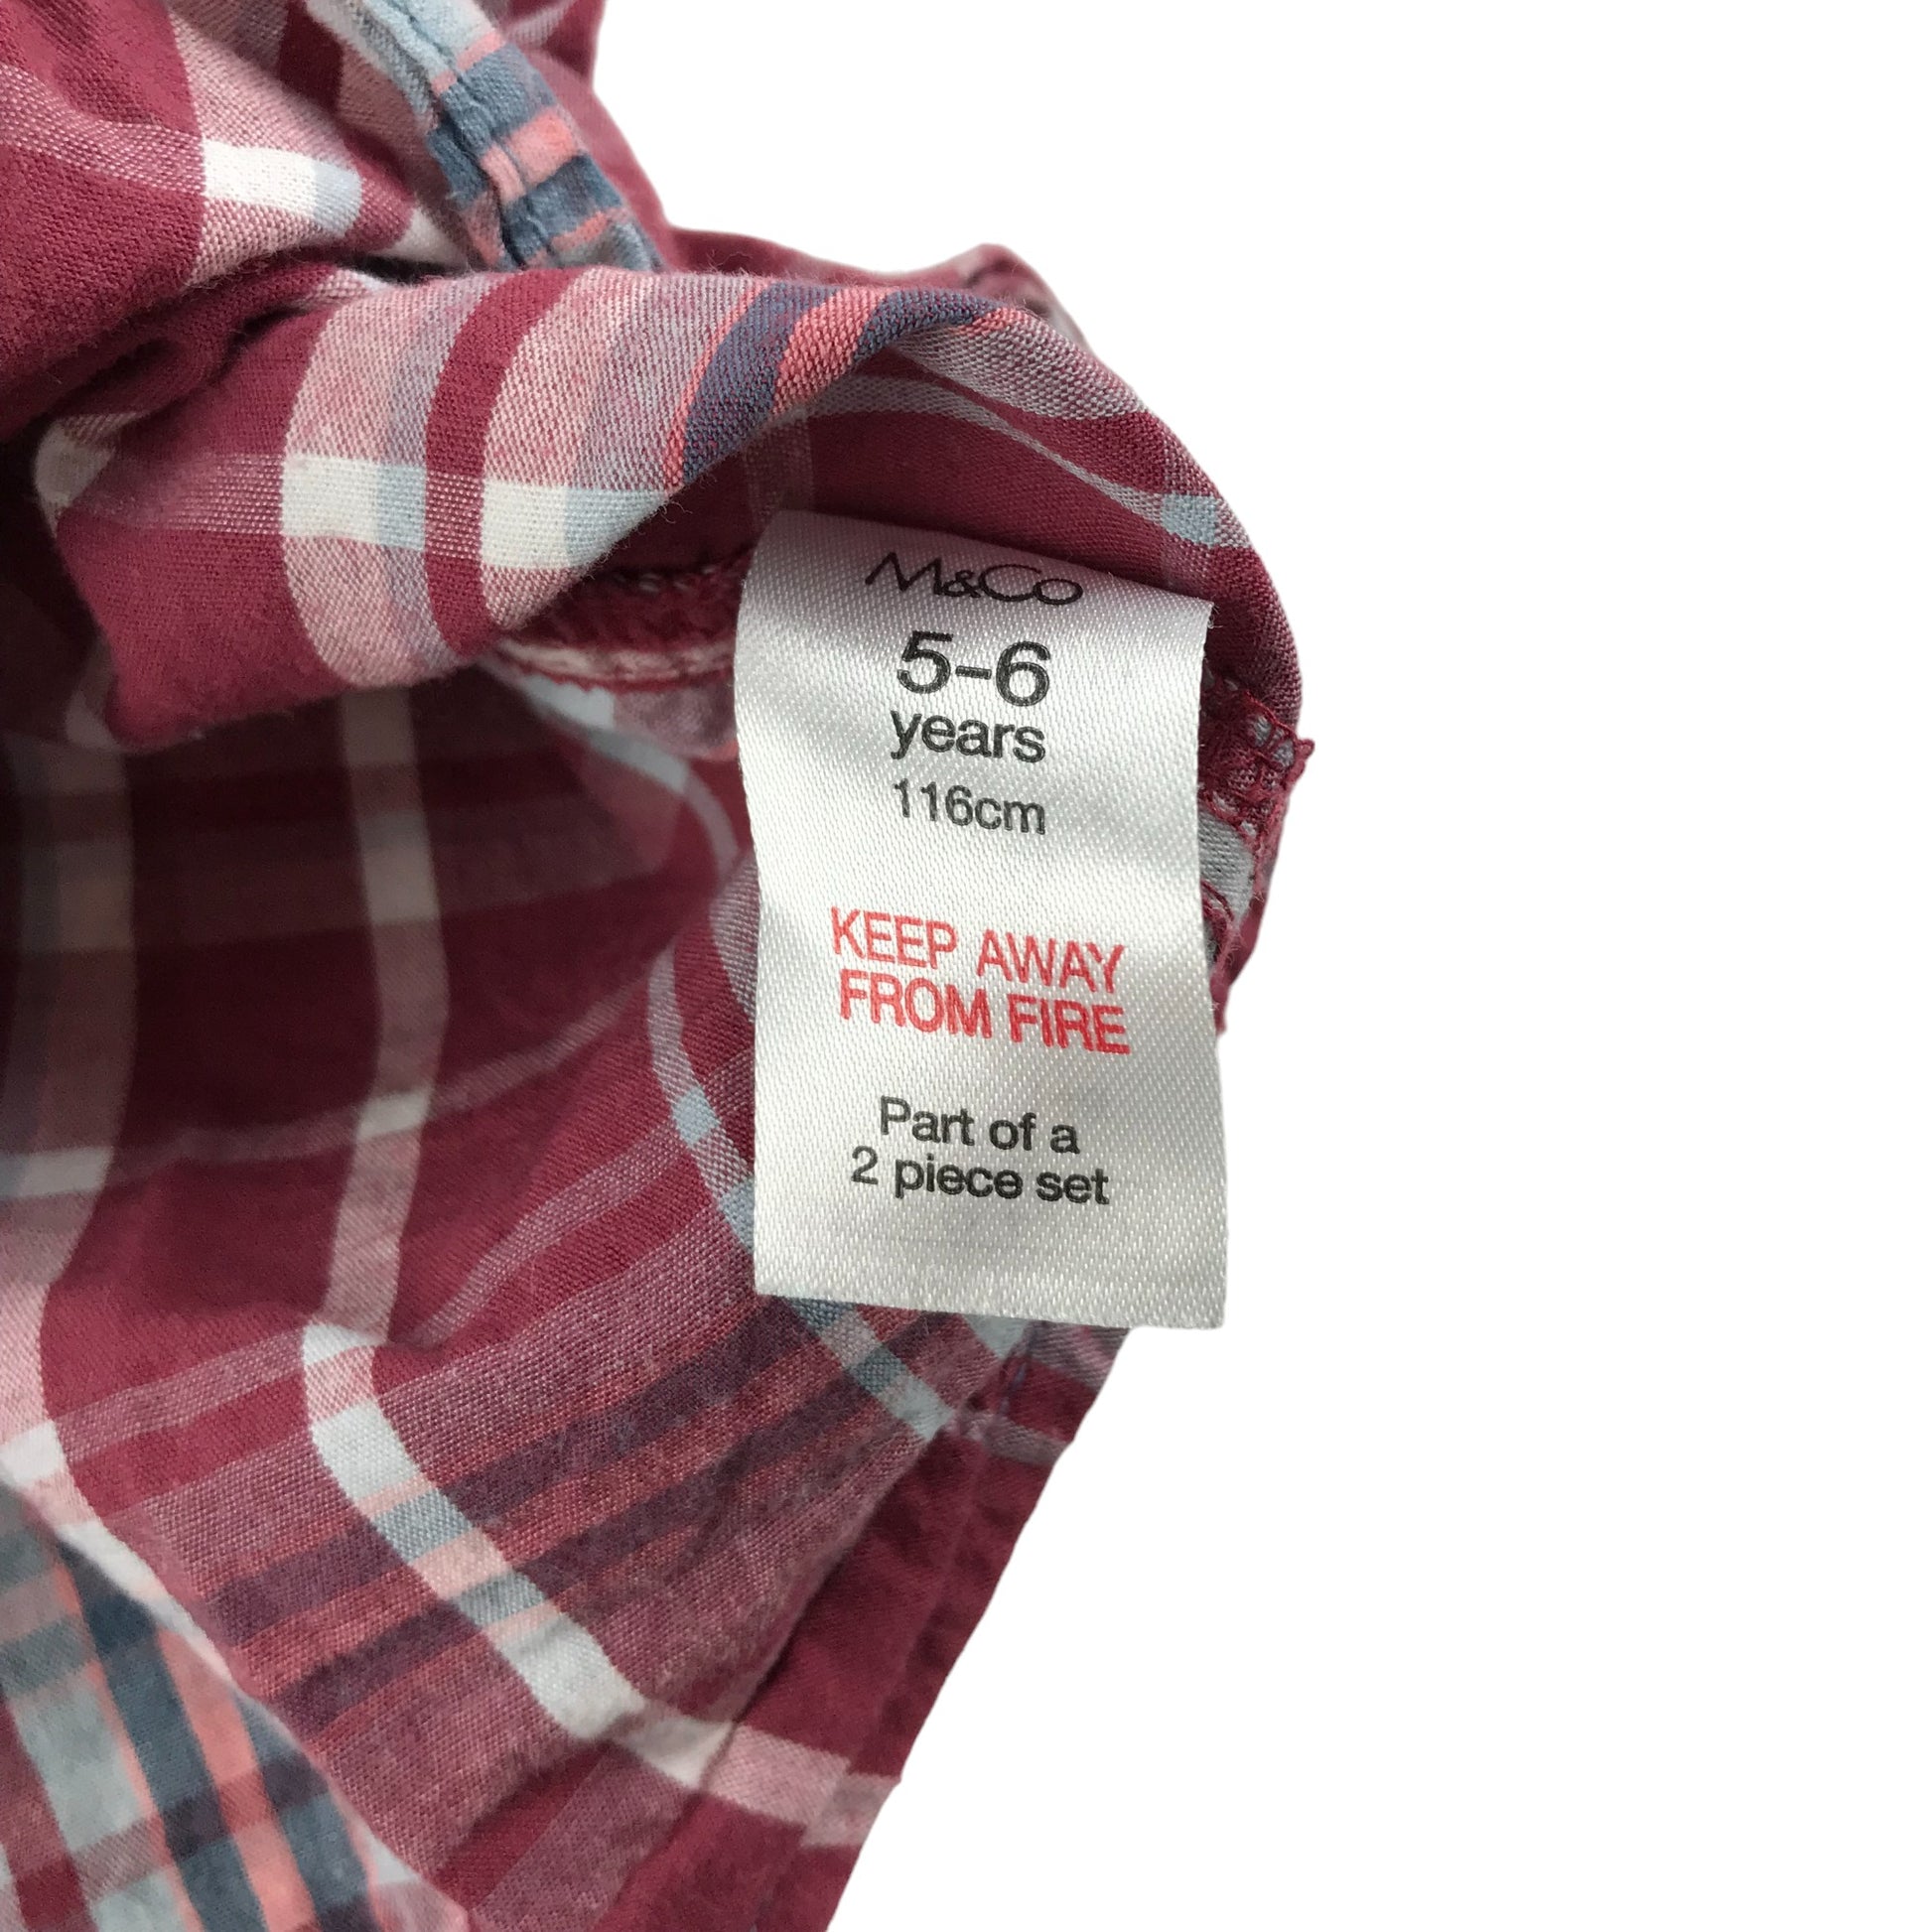 M&Co
5-6
years
116cm
KEEP AWAY
FROM FIRE
Part of a
2 piece set